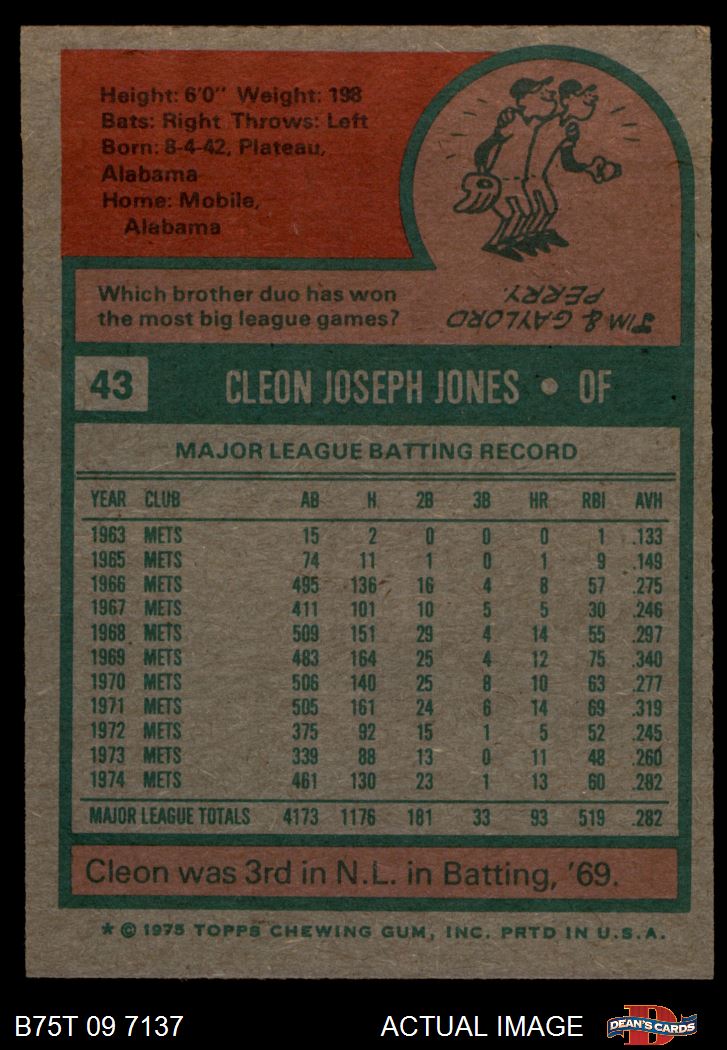 Height: 6'0" Weight: 198
Bats: Right Throws: Left
Born: 8-4-42, Plateau,
Alabama
Home: Mobile,
Alabama
Which brother duo has won
the most big league games?
JIM & GAYLORD
PERRY.
43 CLEON JOSEPH JONES • OF
MAJOR LEAGUE BATTING RECORD
YEAR CLUB AB H 2B 3B HR RBI AVH
1963 METS 15 2 0 0 0 1 .133
1965 METS 74 11 1 0 1 9 .149
1966 METS 495 136 16 4 8 57 .275
1967 METS 411 101 10 5 5 30 .246
1968 METS 509 151 29 4 14 55 .297
1969 METS 483 164 25 4 12 75 .340
1970 METS 506 140 25 8 10 63 .277
1971 METS 505 161 24 6 14 69 .319
1972 METS 375 92 15 1 5 52 .245
1973 METS 339 88 13 0 11 48 .260
1974 METS 461 130 23 1 13 60 .282
MAJOR LEAGUE TOTALS 4173 1176 181 33 93 519 .282
Cleon was 3rd in N.L. in Batting, '69.
* © 1975 TOPPS CHEWING GUM, INC. PRTD IN U.S.A.
B75T 09 7137 ACTUAL IMAGE
D
DEAN'S CARDS